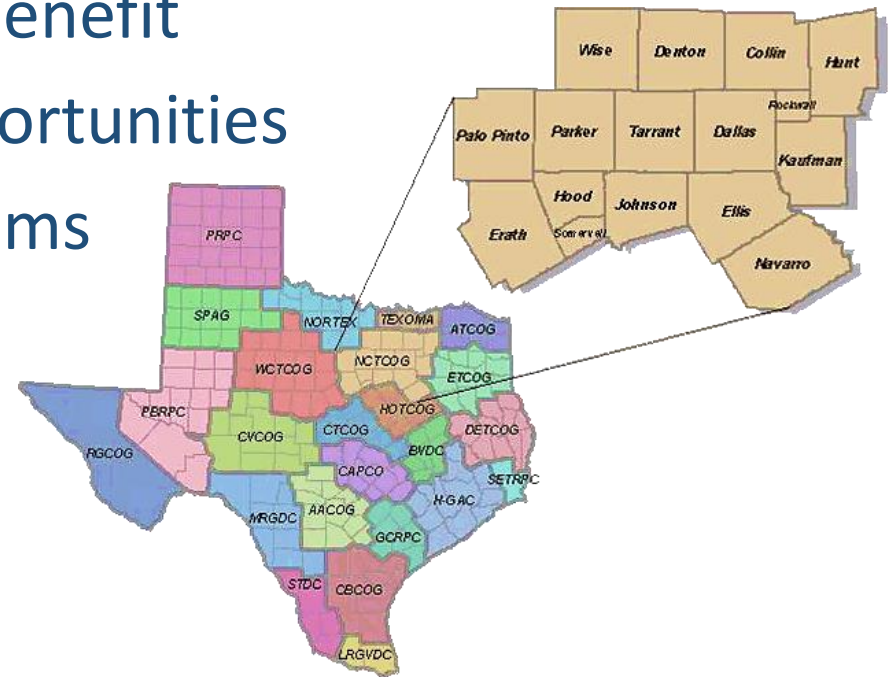 enefit
ortunities
ms
Wise
Denton
Collin
Hunt
Rockwall
Palo Pinto
Parker
Tarrant
Dallas
Kaufman
Hood
Johnson
Ellis
Erath
Somervell
Navarro
PRPC
SPAG
NORTEX
TEXOMA
ATCOG
WCTCOG
NCTCOG
ETCOG
PBRPC
HOTCOG
CVCOG
CTCOG
DETCOG
RGCOG
BVDC
CAPCO
SETRPC
H-GAC
MRGDC
AACOG
GCRPC
STDC
CBCOG
LRGVDC